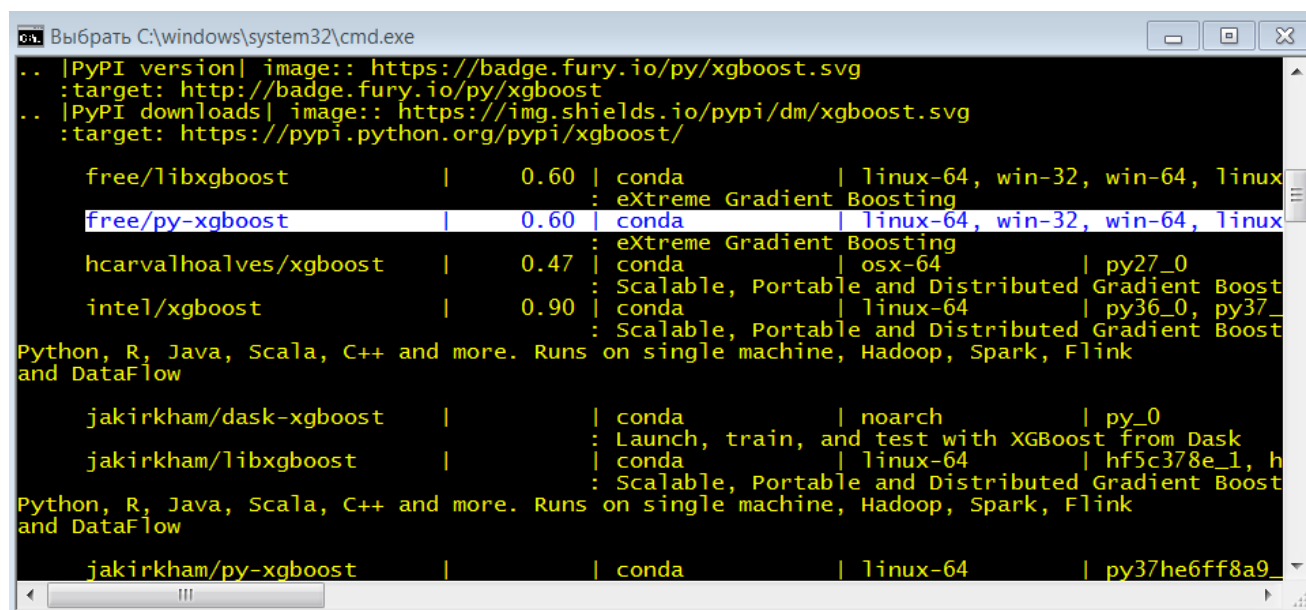 Выбрать C:\windows\system32\cmd.exe
.. |PyPI version| image:: https://badge.fury.io/py/xgboost.svg
:target: http://badge.fury.io/py/xgboost
.. |PyPI downloads| image:: https://img.shields.io/pypi/dm/xgboost.svg
:target: https://pypi.python.org/pypi/xgboost/
free/libxgboost | 0.60 | conda | linux-64, win-32, win-64, linux
: eXtreme Gradient Boosting
free/py-xgboost | 0.60 | conda | linux-64, win-32, win-64, linux
: eXtreme Gradient Boosting
hcarvalhoalves/xgboost | 0.47 | conda | osx-64 | py27_0
: Scalable, Portable and Distributed Gradient Boost
intel/xgboost | 0.90 | conda | linux-64 | py36_0, py37_
: Scalable, Portable and Distributed Gradient Boost
Python, R, Java, Scala, C++ and more. Runs on single machine, Hadoop, Spark, Flink
and DataFlow
jakirkham/dask-xgboost | | conda | noarch | py_0
: Launch, train, and test with XGBoost from Dask
jakirkham/libxgboost | | conda | linux-64 | hf5c378e_1, h
: Scalable, Portable and Distributed Gradient Boost
Python, R, Java, Scala, C++ and more. Runs on single machine, Hadoop, Spark, Flink
and DataFlow
jakirkham/py-xgboost | | conda | linux-64 | py37he6ff8a9_